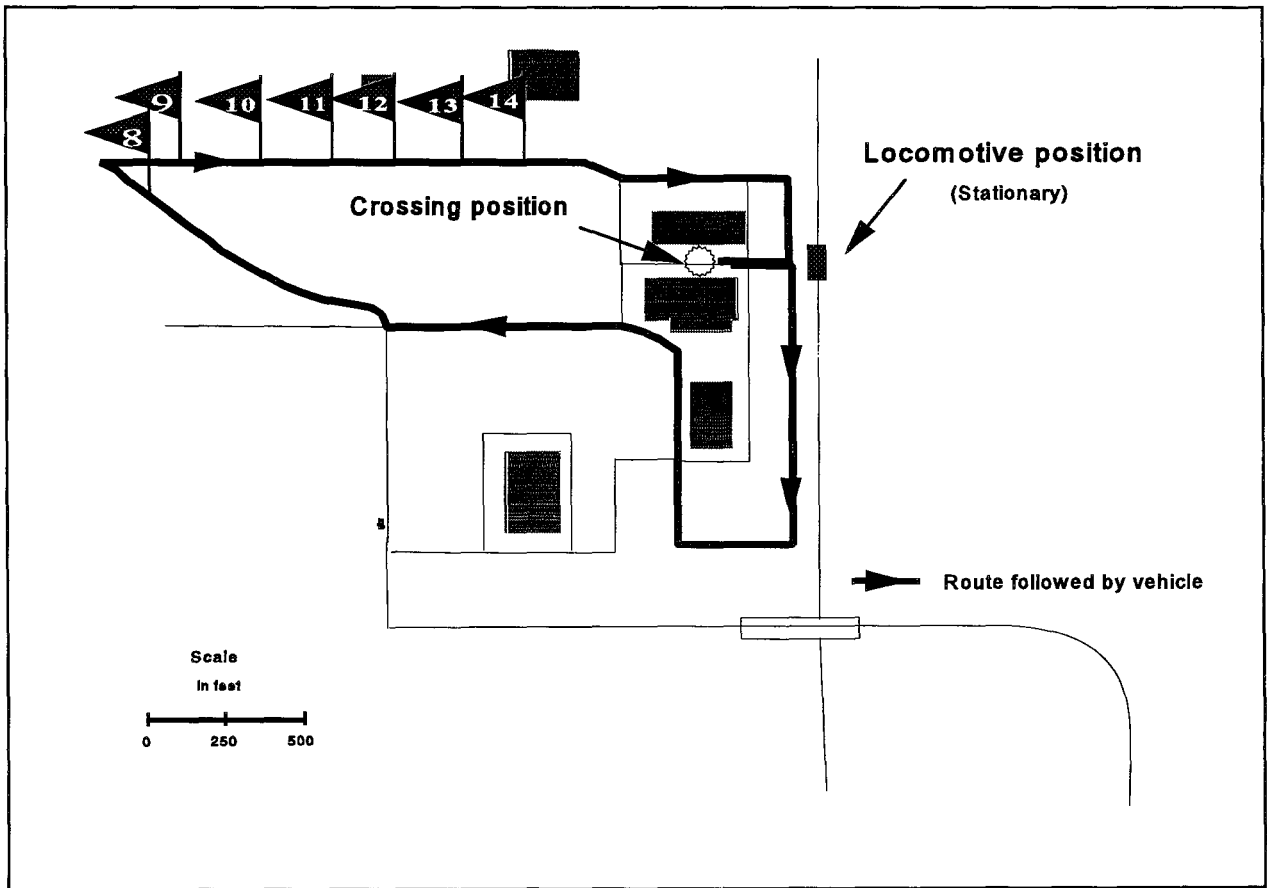 9
10
11
12
13
14
8
Locomotive position
(Stationary)
Crossing position
Route followed by vehicle
Scale
in feet
0 250 500